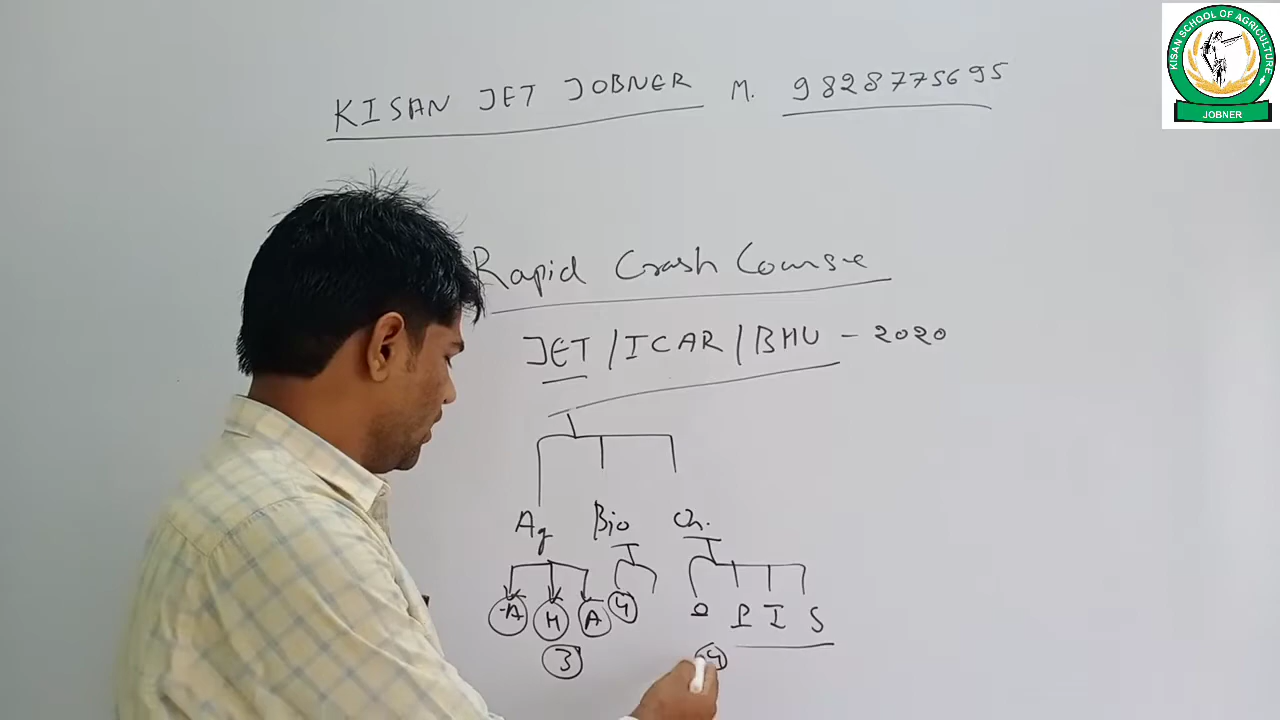 KISAN JET JOBNER M. 9828775695
KISAN SCHOOL OF AGRICULTURE
JOBNER
Rapid Crash Course
JET / ICAR / BHU - 2020
Ag Bio Ch.
A H A 4 O P I S
3 4